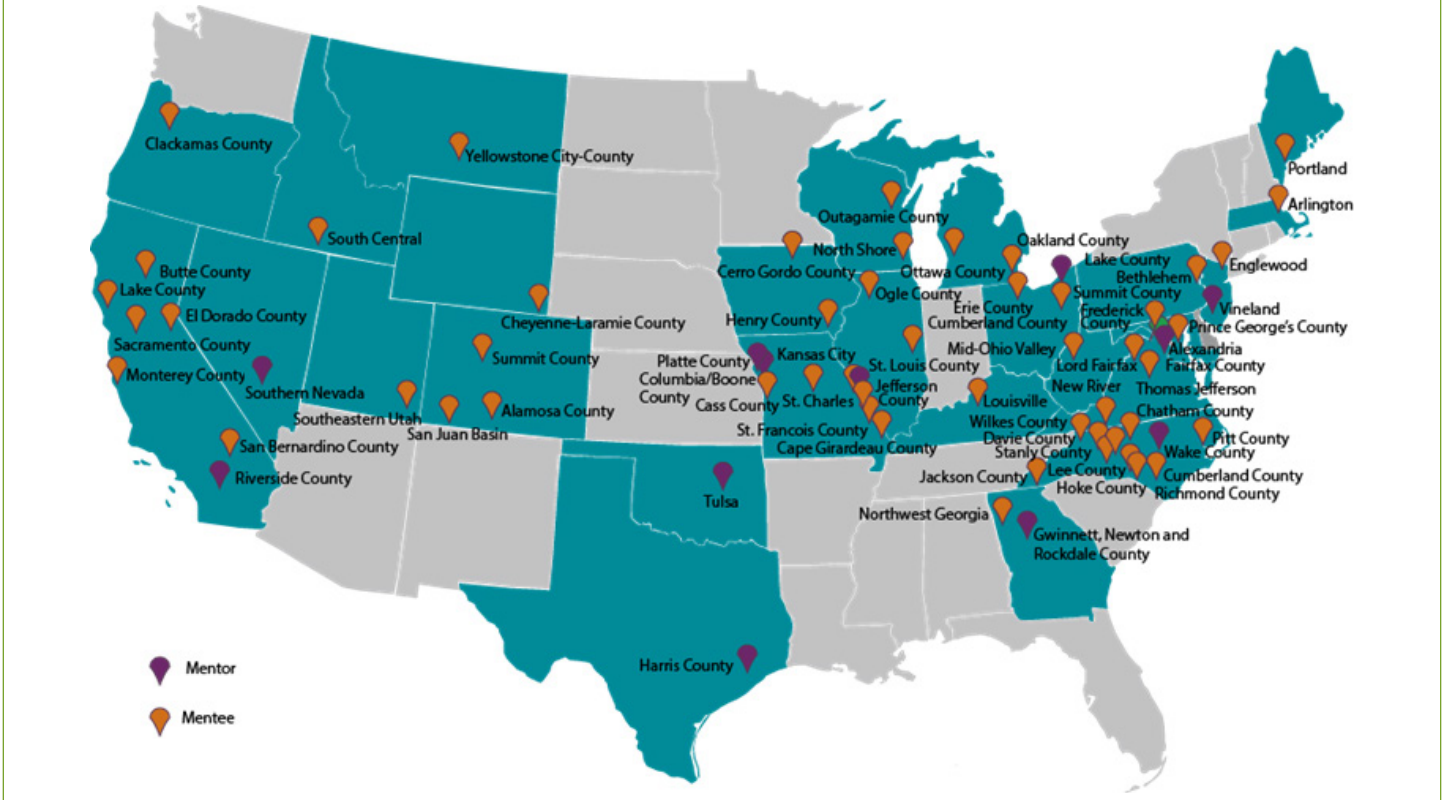 Clackamas County
Yellowstone City-County
Portland
Arlington
Outagamie County
South Central
North Shore
Oakland County
Butte County
Cerro Gordo County
Ottawa County
Lake County
Bethlehem
Englewood
Lake County
Ogle County
Summit County
El Dorado County
Henry County
Erie County
Frederick
County
Vineland
Cheyenne-Laramie County
Cumberland County
Prince George's County
Sacramento County
Summit County
Platte County
Kansas City
Mid-Ohio Valley
Alexandria
Monterey County
Columbia/Boone
County
St. Louis County
Lord Fairfax
Fairfax County
Southern Nevada
Jefferson
County
New River
Thomas Jefferson
Cass County
St. Charles
Louisville
Southeastern Utah
Alamosa County
Chatham County
San Juan Basin
St. Francois County
Wilkes County
Davie County
Pitt County
San Bernardino County
Cape Girardeau County
Stanly County
Wake County
Riverside County
Jackson County
Lee County
Cumberland County
Hoke County
Richmond County
Tulsa
Northwest Georgia
Gwinnett, Newton and
Rockdale County
Harris County
Mentor
Mentee